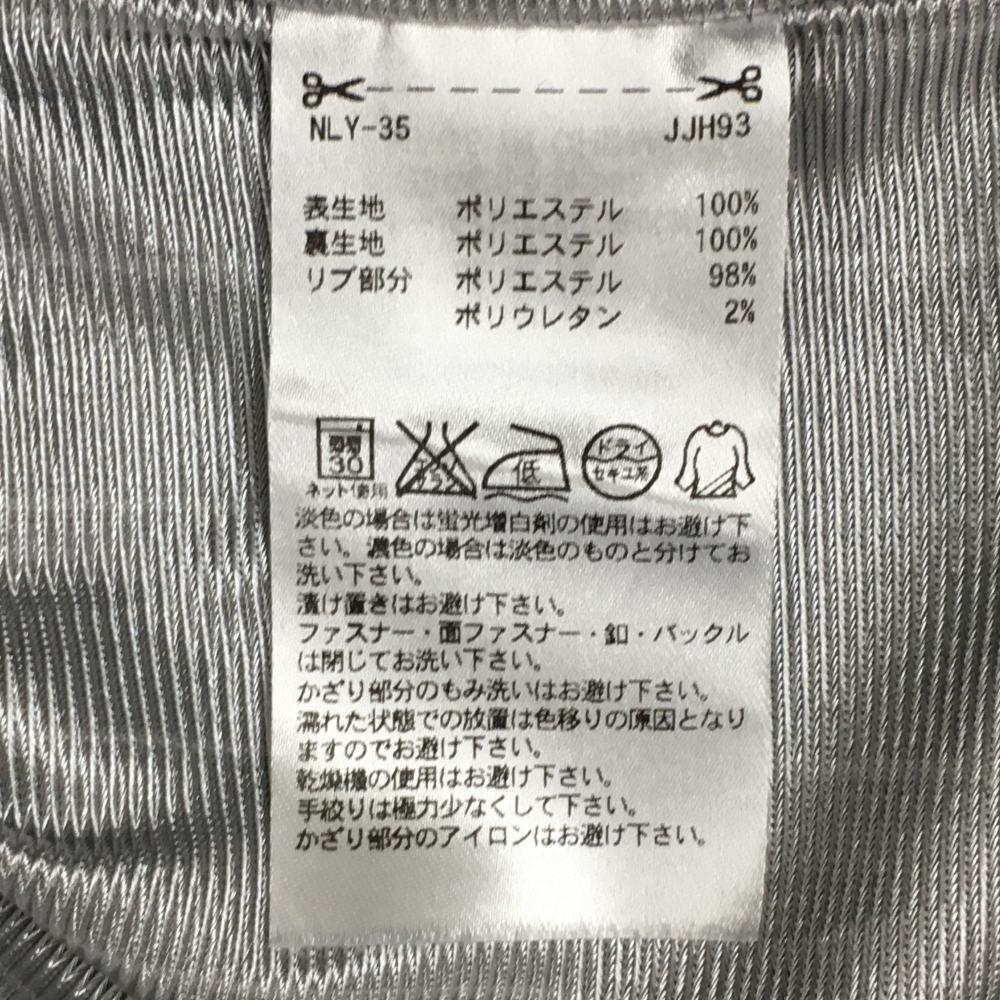 NLY-35 JJH93
表生地 ポリエステル 100%
裏生地 ポリエステル 100%
リブ部分 ポリエステル 98%
ポリウレタン 2%
弱 30 エンソ サラシ 低 ドライ セキユ系
ネット使用
淡色の場合は蛍光増白剤の使用はお避け下
さい。濃色の場合は淡色のものと分けてお
洗い下さい。
漬け置きはお避け下さい。
ファスナー・面ファスナー・釦・バックル
は閉じてお洗い下さい。
かざり部分のもみ洗いはお避け下さい。
濡れた状態での放置は色移りの原因となり
ますのでお避け下さい。
乾燥機の使用はお避け下さい。
手絞りは極力少なくして下さい。
かざり部分のアイロンはお避け下さい。